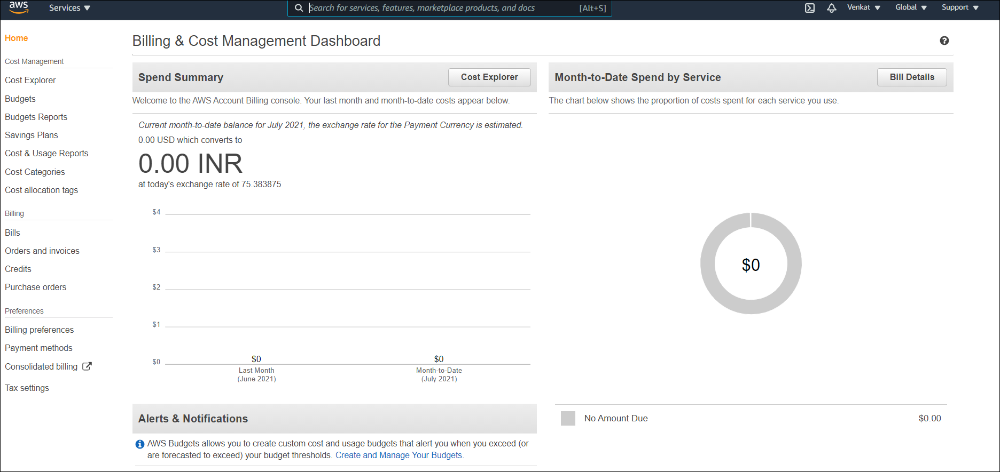 aws
Services
Search for services, features, marketplace products, and docs
[Alt+S]
Venkat
Global
Support
Home
Cost Management
Cost Explorer
Budgets
Budgets Reports
Savings Plans
Cost & Usage Reports
Cost Categories
Cost allocation tags
Billing
Bills
Orders and invoices
Credits
Purchase orders
Preferences
Billing preferences
Payment methods
Consolidated billing
Tax settings
Billing & Cost Management Dashboard
Spend Summary
Cost Explorer
Welcome to the AWS Account Billing console. Your last month and month-to-date costs appear below.
Current month-to-date balance for July 2021, the exchange rate for the Payment Currency is estimated.
0.00 USD which converts to
0.00 INR
at today's exchange rate of 75.383875
$4
$3
$2
$1
$0
$0
$0
Last Month
(June 2021)
Month-to-Date
(July 2021)
Alerts & Notifications
AWS Budgets allows you to create custom cost and usage budgets that alert you when you exceed (or
are forecasted to exceed) your budget thresholds. Create and Manage Your Budgets.
Month-to-Date Spend by Service
Bill Details
The chart below shows the proportion of costs spent for each service you use.
$0
No Amount Due
$0.00